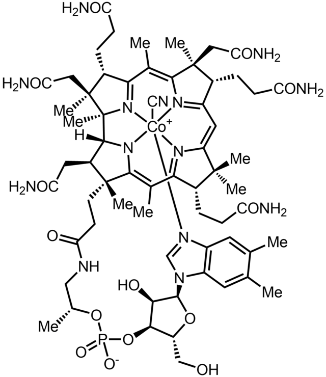 H₂NOC
Me Me CONH₂
H₂NOC CONH₂
Me N CN N
Me Co⁺
H N N Me
H₂NOC Me
Me Me CONH₂
O N
NH Me
HO N Me
O O
Me P O
O O⁻
OH